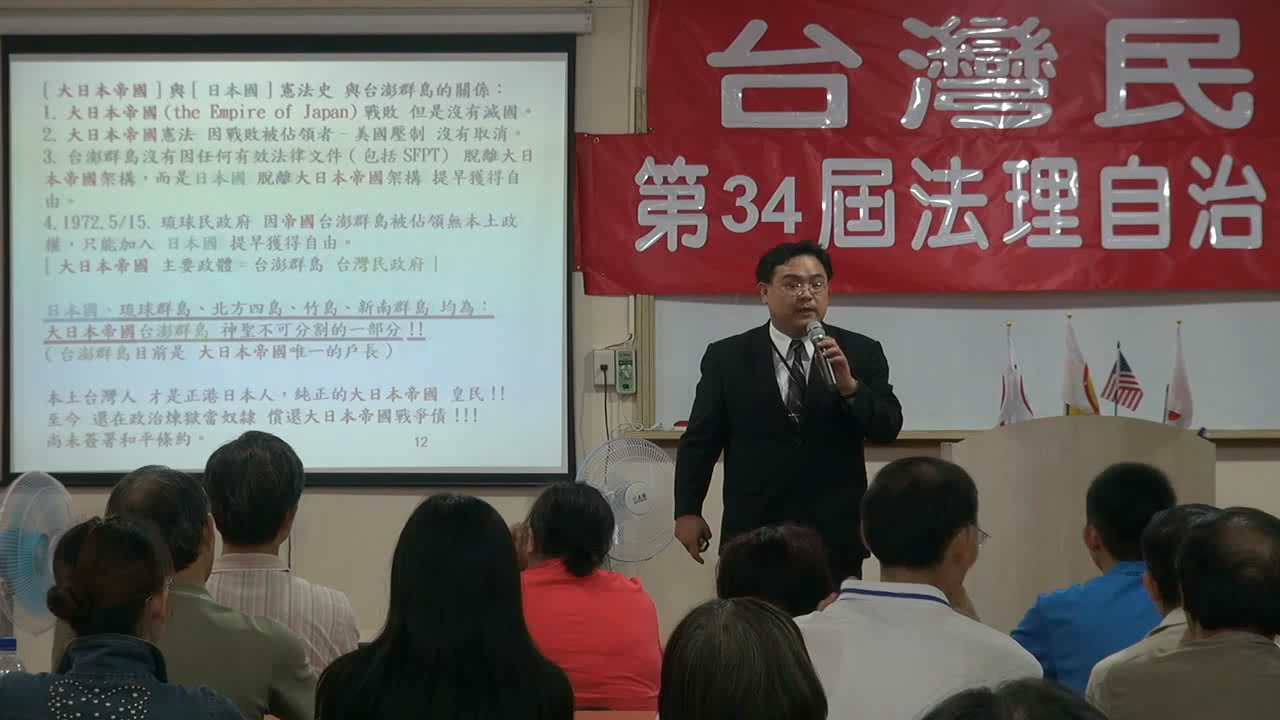 [ 大日本帝國 ] 與 [ 日本國 ] 憲法史 與台澎群島的關係：
1. 大日本帝國 (the Empire of Japan) 戰敗 但是沒有滅國。
2. 大日本帝國憲法 因戰敗被佔領者－美國壓制 沒有取消。
3. 台澎群島沒有因任何有效法律文件 ( 包括 SFPT ) 脫離大日
本帝國架構，而是日本國 脫離大日本帝國架構 提早獲得自
由。
4. 1972. 5/15. 琉球民政府 因帝國台澎群島被佔領無本土政
權，只能加入 日本國 提早獲得自由。
[ 大日本帝國 主要政體 = 台澎群島 台灣民政府 ]
日本國、琉球群島、北方四島、竹島、新南群島 均為：
大日本帝國台澎群島 神聖不可分割的一部分 !!
( 台澎群島目前是 大日本帝國唯一的戶長 )
本土台灣人 才是正港日本人，純正的大日本帝國 皇民 !!
至今 還在政治煉獄當奴隸 償還大日本帝國戰爭債 !!!
尚未簽署和平條約。
12
台灣民
第34屆法理自治